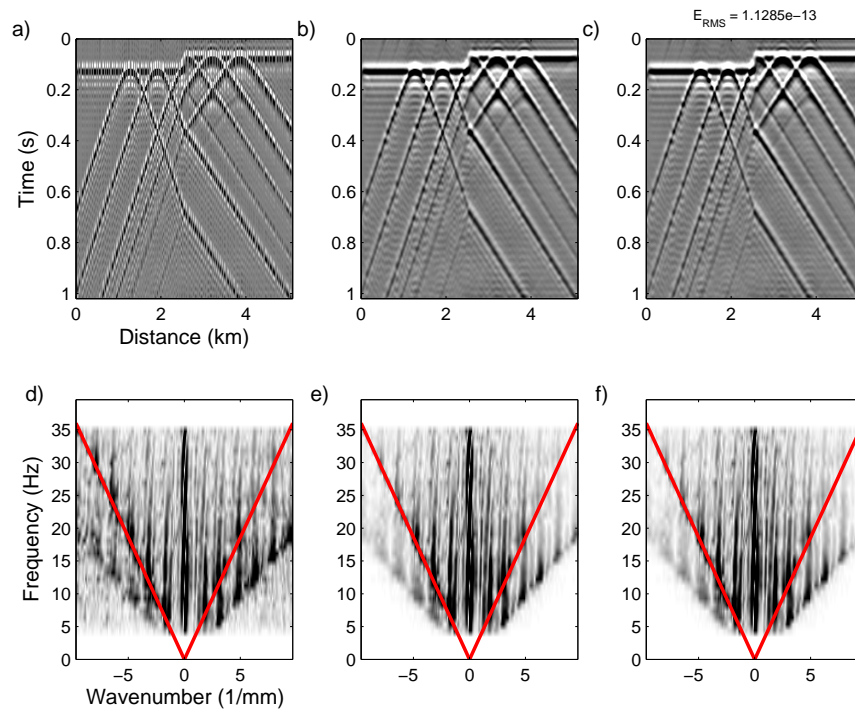 E_RMS = 1.1285e−13
a) b) c)
0 0 0
0.2 0.2 0.2
0.4 0.4 0.4
0.6 0.6 0.6
0.8 0.8 0.8
1 1 1
Time (s)
0 2 4 0 2 4 0 2 4
Distance (km)
d) e) f)
35 35 35
30 30 30
25 25 25
20 20 20
15 15 15
10 10 10
5 5 5
0 0 0
Frequency (Hz)
−5 0 5 −5 0 5 −5 0 5
Wavenumber (1/mm)